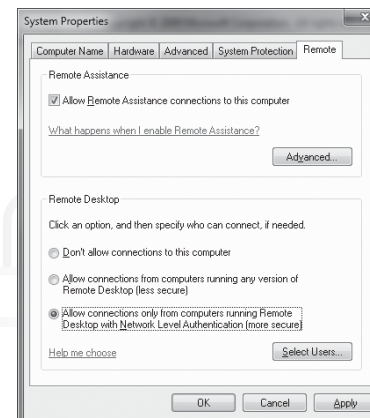 System Properties
Computer Name
Hardware
Advanced
System Protection
Remote
Remote Assistance
Allow Remote Assistance connections to this computer
What happens when I enable Remote Assistance?
Advanced...
Remote Desktop
Click an option, and then specify who can connect, if needed.
Don't allow connections to this computer
Allow connections from computers running any version of
Remote Desktop (less secure)
Allow connections only from computers running Remote
Desktop with Network Level Authentication (more secure)
Help me choose
Select Users...
OK
Cancel
Apply